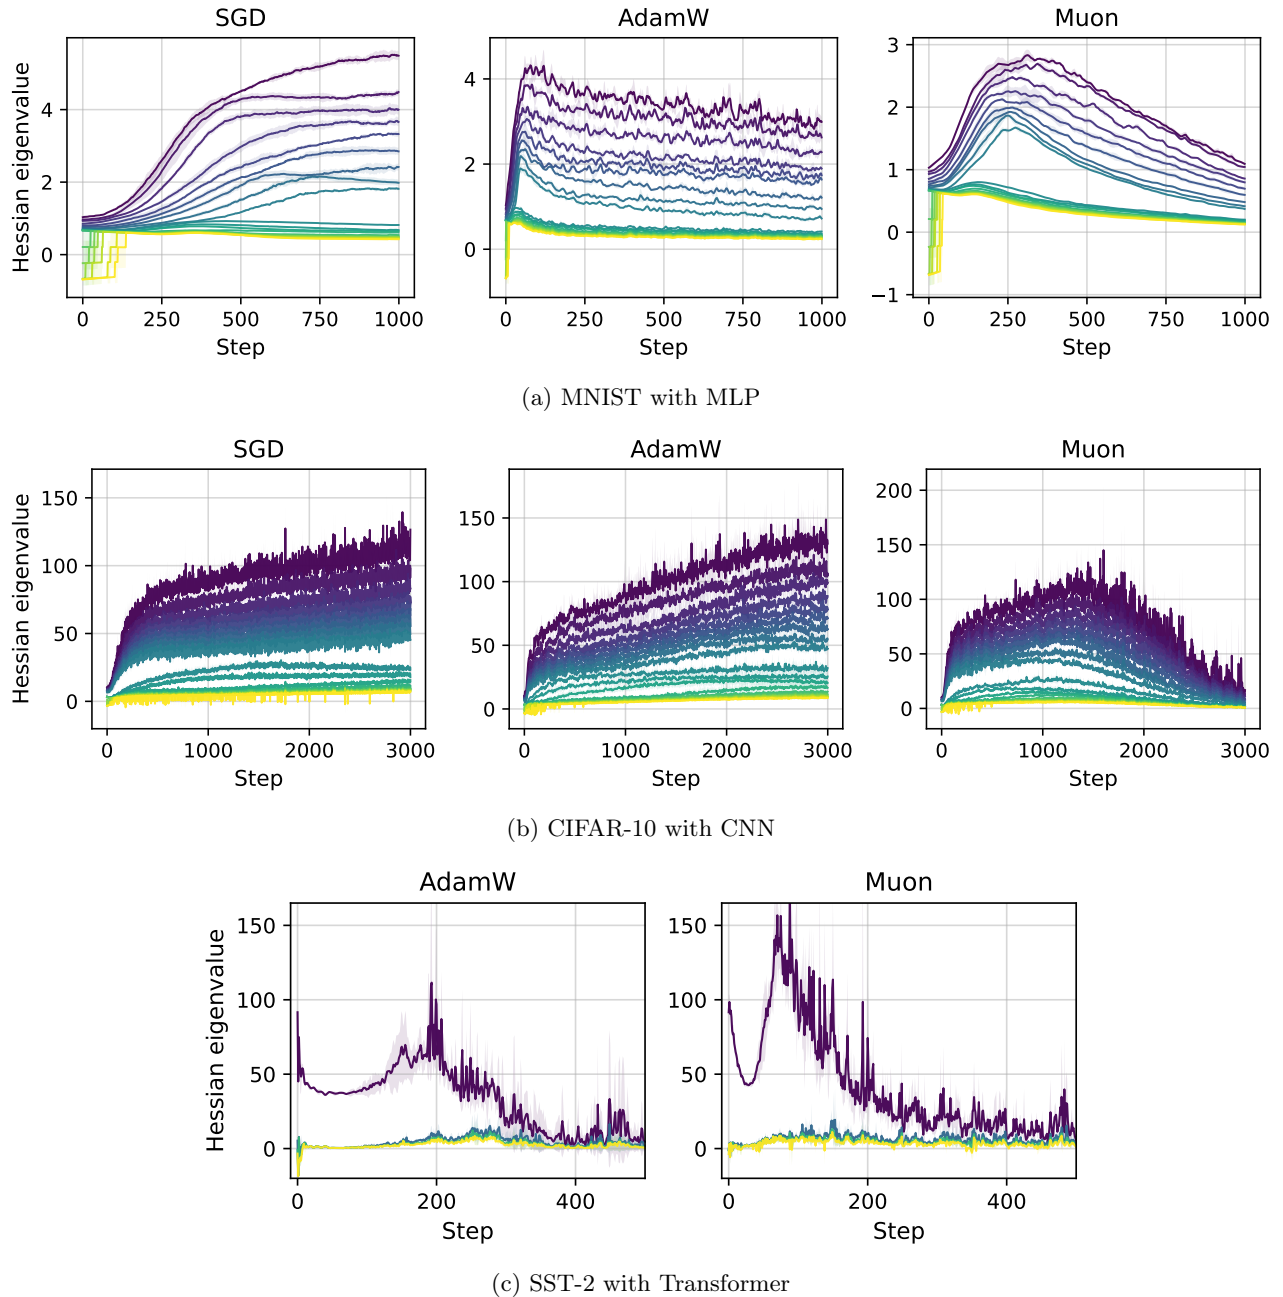 SGD AdamW Muon
Hessian eigenvalue
4
2
0
0 250 500 750 1000
Step
4
2
0
0 250 500 750 1000
Step
3
2
1
0
−1
0 250 500 750 1000
Step
(a) MNIST with MLP
SGD AdamW Muon
Hessian eigenvalue
150
100
50
0
0 1000 2000 3000
Step
150
100
50
0
0 1000 2000 3000
Step
200
150
100
50
0
0 1000 2000 3000
Step
(b) CIFAR-10 with CNN
AdamW Muon
Hessian eigenvalue
150
100
50
0
0 200 400
Step
150
100
50
0
0 200 400
Step
(c) SST-2 with Transformer